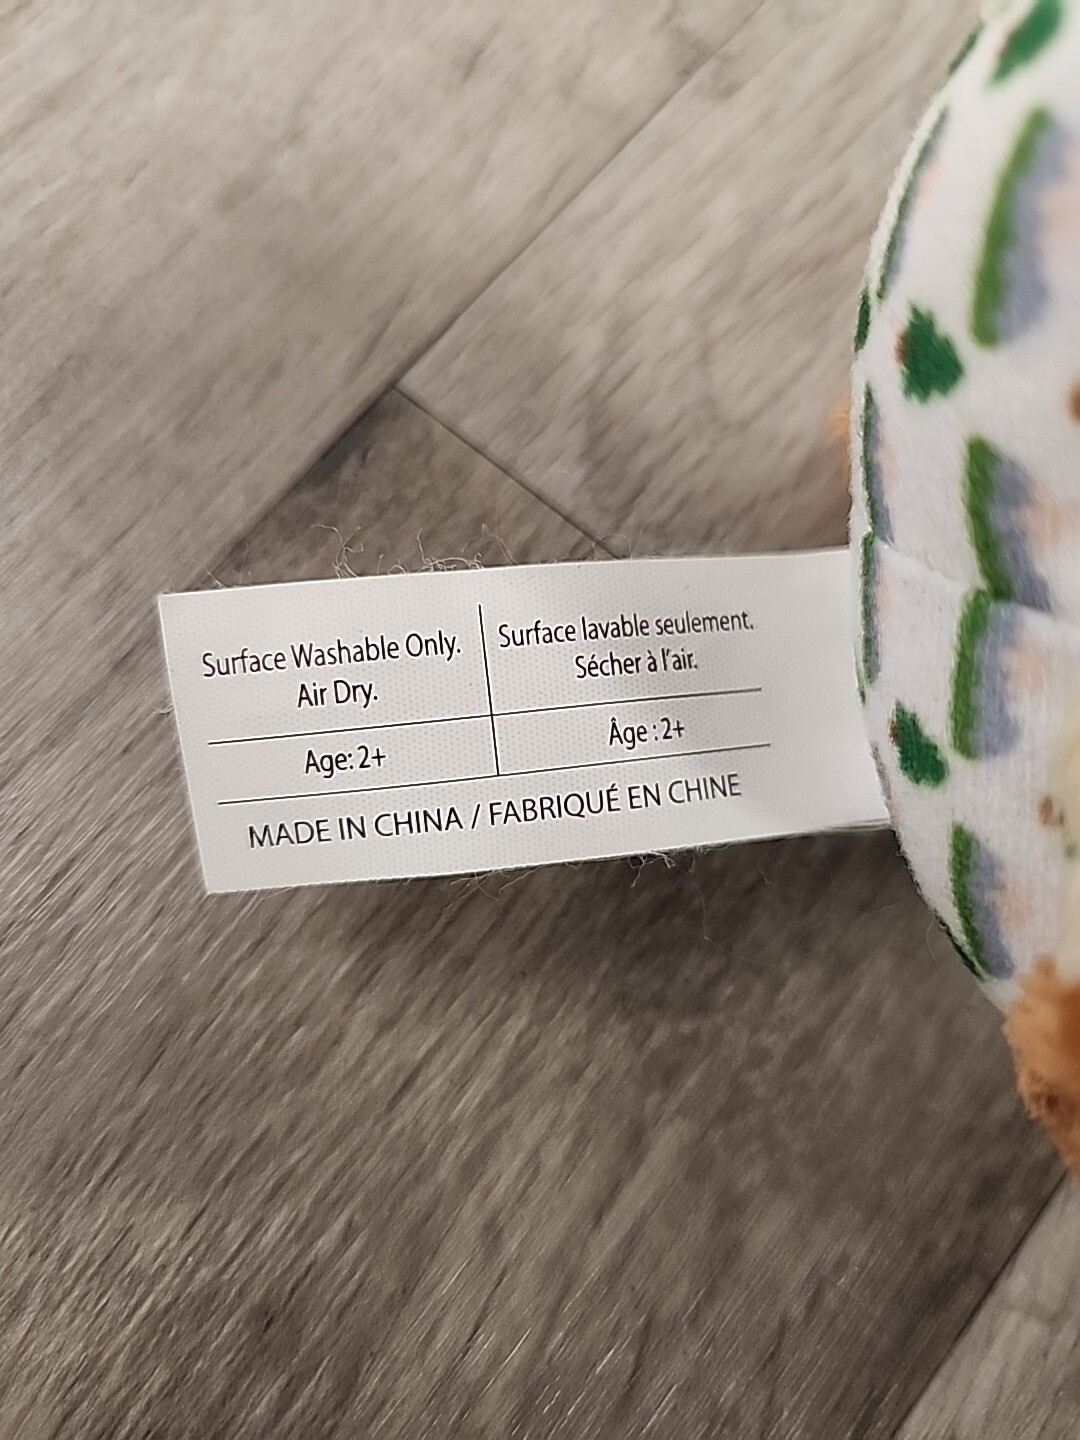 Surface Washable Only.
Air Dry.
Surface lavable seulement.
Sécher à l'air.
Age: 2+
Âge : 2+
MADE IN CHINA / FABRIQUÉ EN CHINE